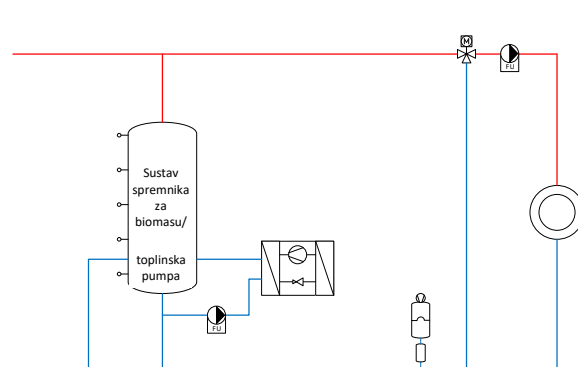 M
FU
Sustav
spremnika
za
biomasu/
toplinska
pumpa
FU